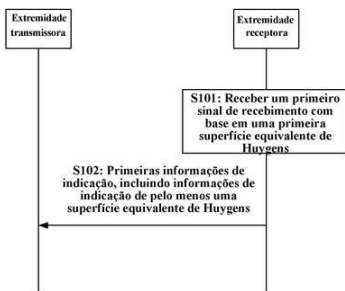 Extremidade
transmissora
Extremidade
receptora
S101: Receber um primeiro
sinal de recebimento com
base em uma primeira
superfície equivalente de
Huygens
S102: Primeiras informações de
indicação, incluindo informações de
indicação de pelo menos uma
superfície equivalente de Huygens